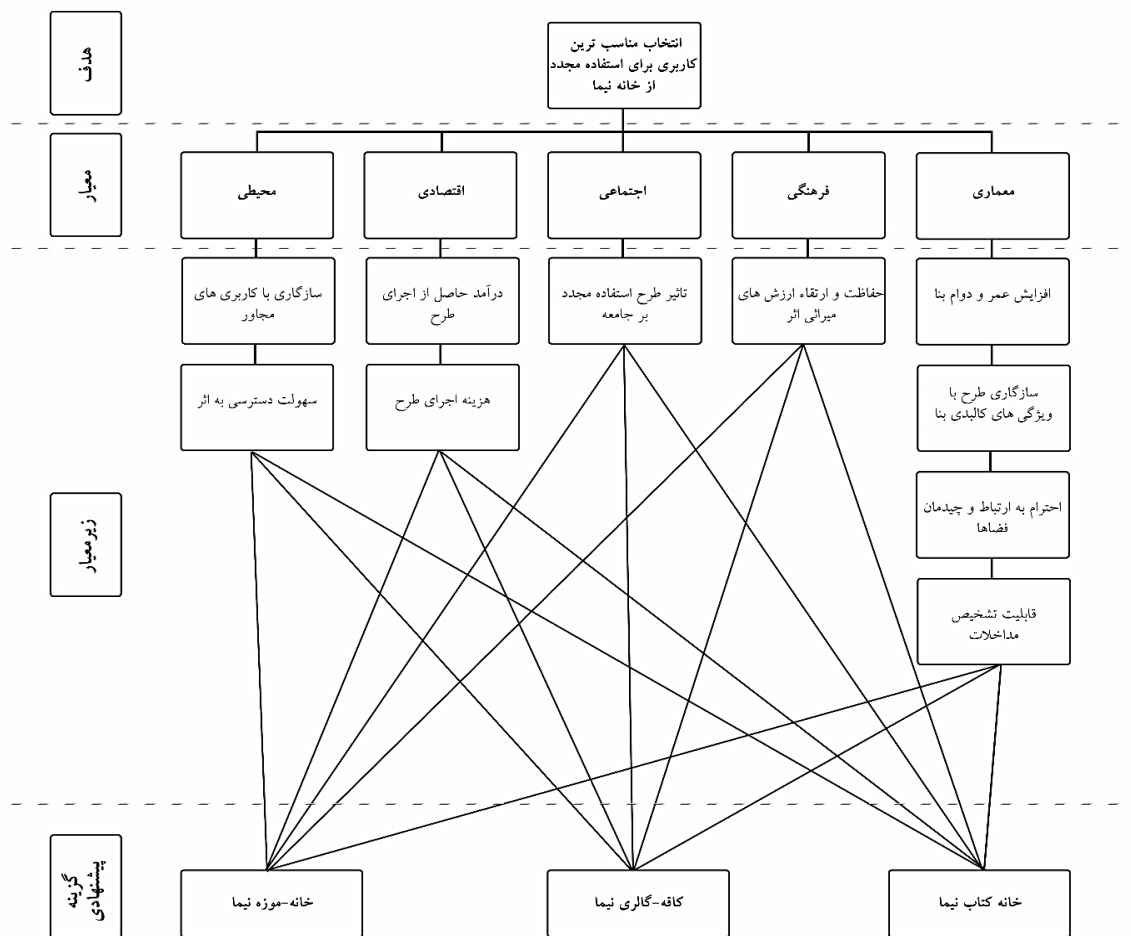 هدف
انتخاب مناسب ترین
کاربری برای استفاده مجدد
از خانه نیما
معیار
معماری
فرهنگی
اجتماعی
اقتصادی
محیطی
زیرمعیار
افزایش عمر و دوام بنا
حفاظت و ارتقاء ارزش های
میراثی اثر
تاثیر طرح استفاده مجدد
بر جامعه
درآمد حاصل از اجرای
طرح
سازگاری با کاربری های
مجاور
سازگاری طرح با
ویژگی های کالبدی بنا
هزینه اجرای طرح
سهولت دسترسی به اثر
احترام به ارتباط و چیدمان
فضاها
قابلیت تشخیص
مداخلات
گزینه
پیشنهادی
خانه کتاب نیما
کافه-گالری نیما
خانه-موزه نیما